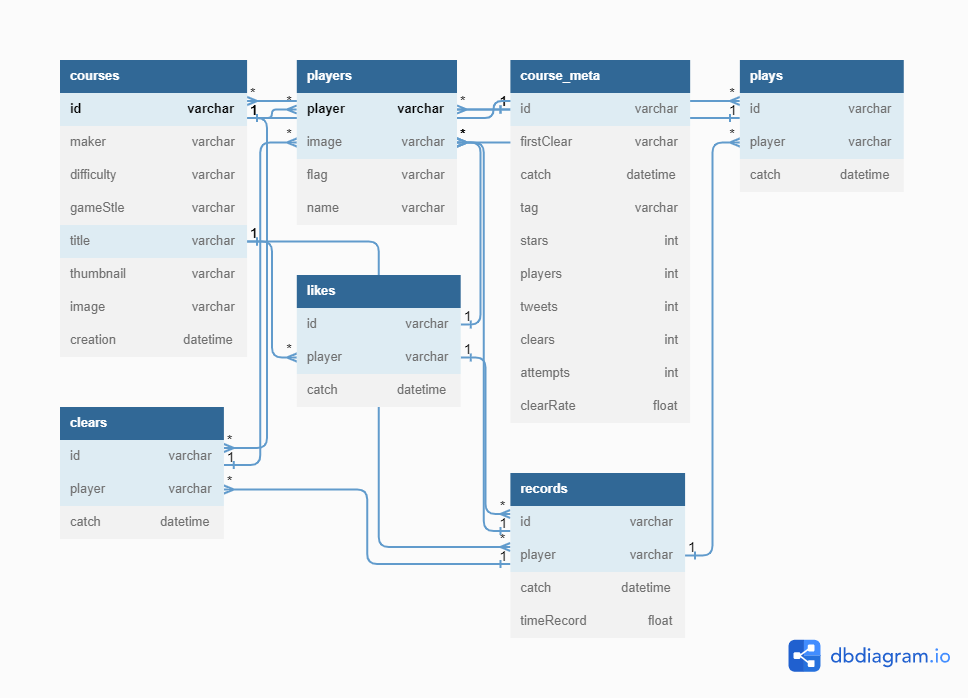 courses
id varchar
maker varchar
difficulty varchar
gameStle varchar
title varchar
thumbnail varchar
image varchar
creation datetime
players
player varchar
image varchar
flag varchar
name varchar
course_meta
id varchar
firstClear varchar
catch datetime
tag varchar
stars int
players int
tweets int
clears int
attempts int
clearRate float
plays
id varchar
player varchar
catch datetime
likes
id varchar
player varchar
catch datetime
clears
id varchar
player varchar
catch datetime
records
id varchar
player varchar
catch datetime
timeRecord float
* 1 * * * 1 * * 1 *
1 * 1 1
* 1 * * 1 * 1 1
dbdiagram.io